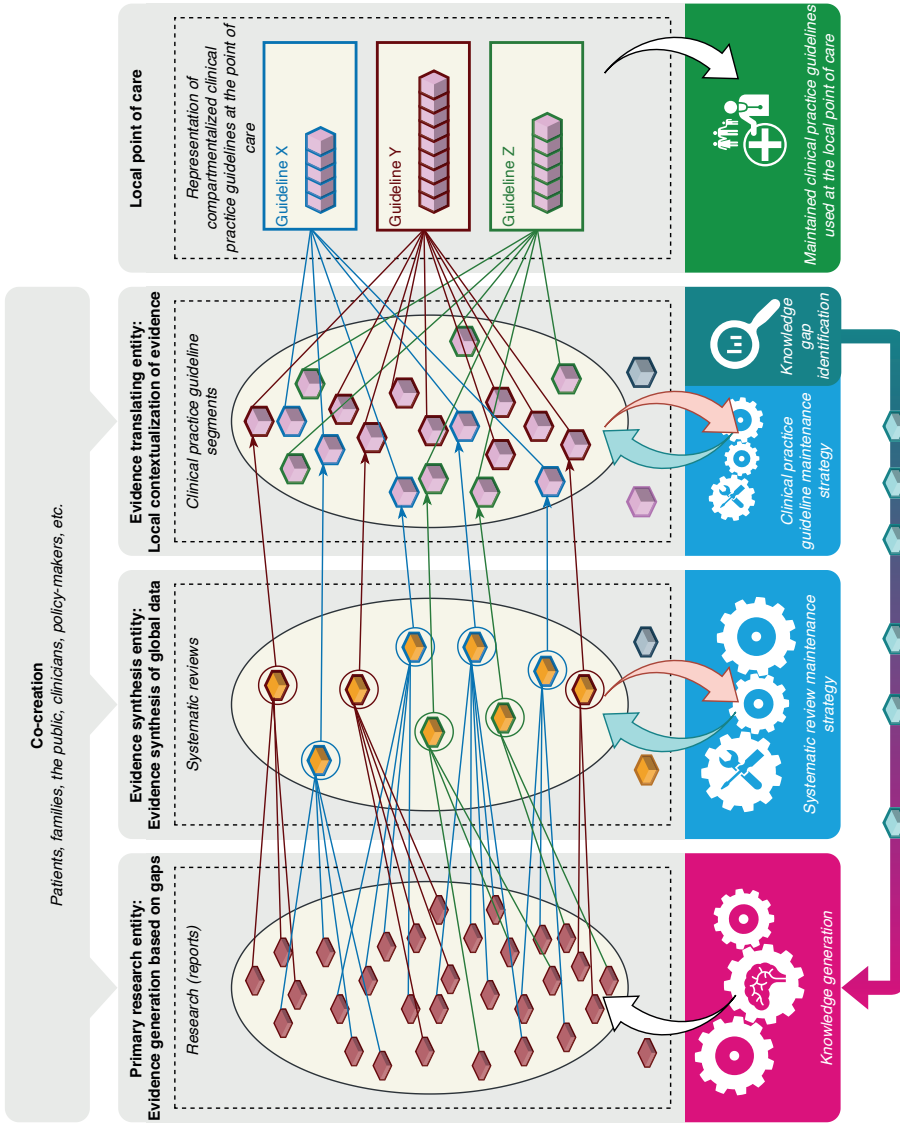 Co-creation
Patients, families, the public, clinicians, policy-makers, etc.
Primary research entity:
Evidence generation based on gaps
Research (reports)
Knowledge generation
Evidence synthesis entity:
Evidence synthesis of global data
Systematic reviews
Systematic review maintenance
strategy
Evidence translating entity:
Local contextualization of evidence
Clinical practice guideline
segments
Clinical practice
guideline maintenance
strategy
Knowledge
gap
identification
Local point of care
Representation of
compartmentalized clinical
practice guidelines at the point of
care
Guideline X
Guideline Y
Guideline Z
Maintained clinical practice guidelines
used at the local point of care